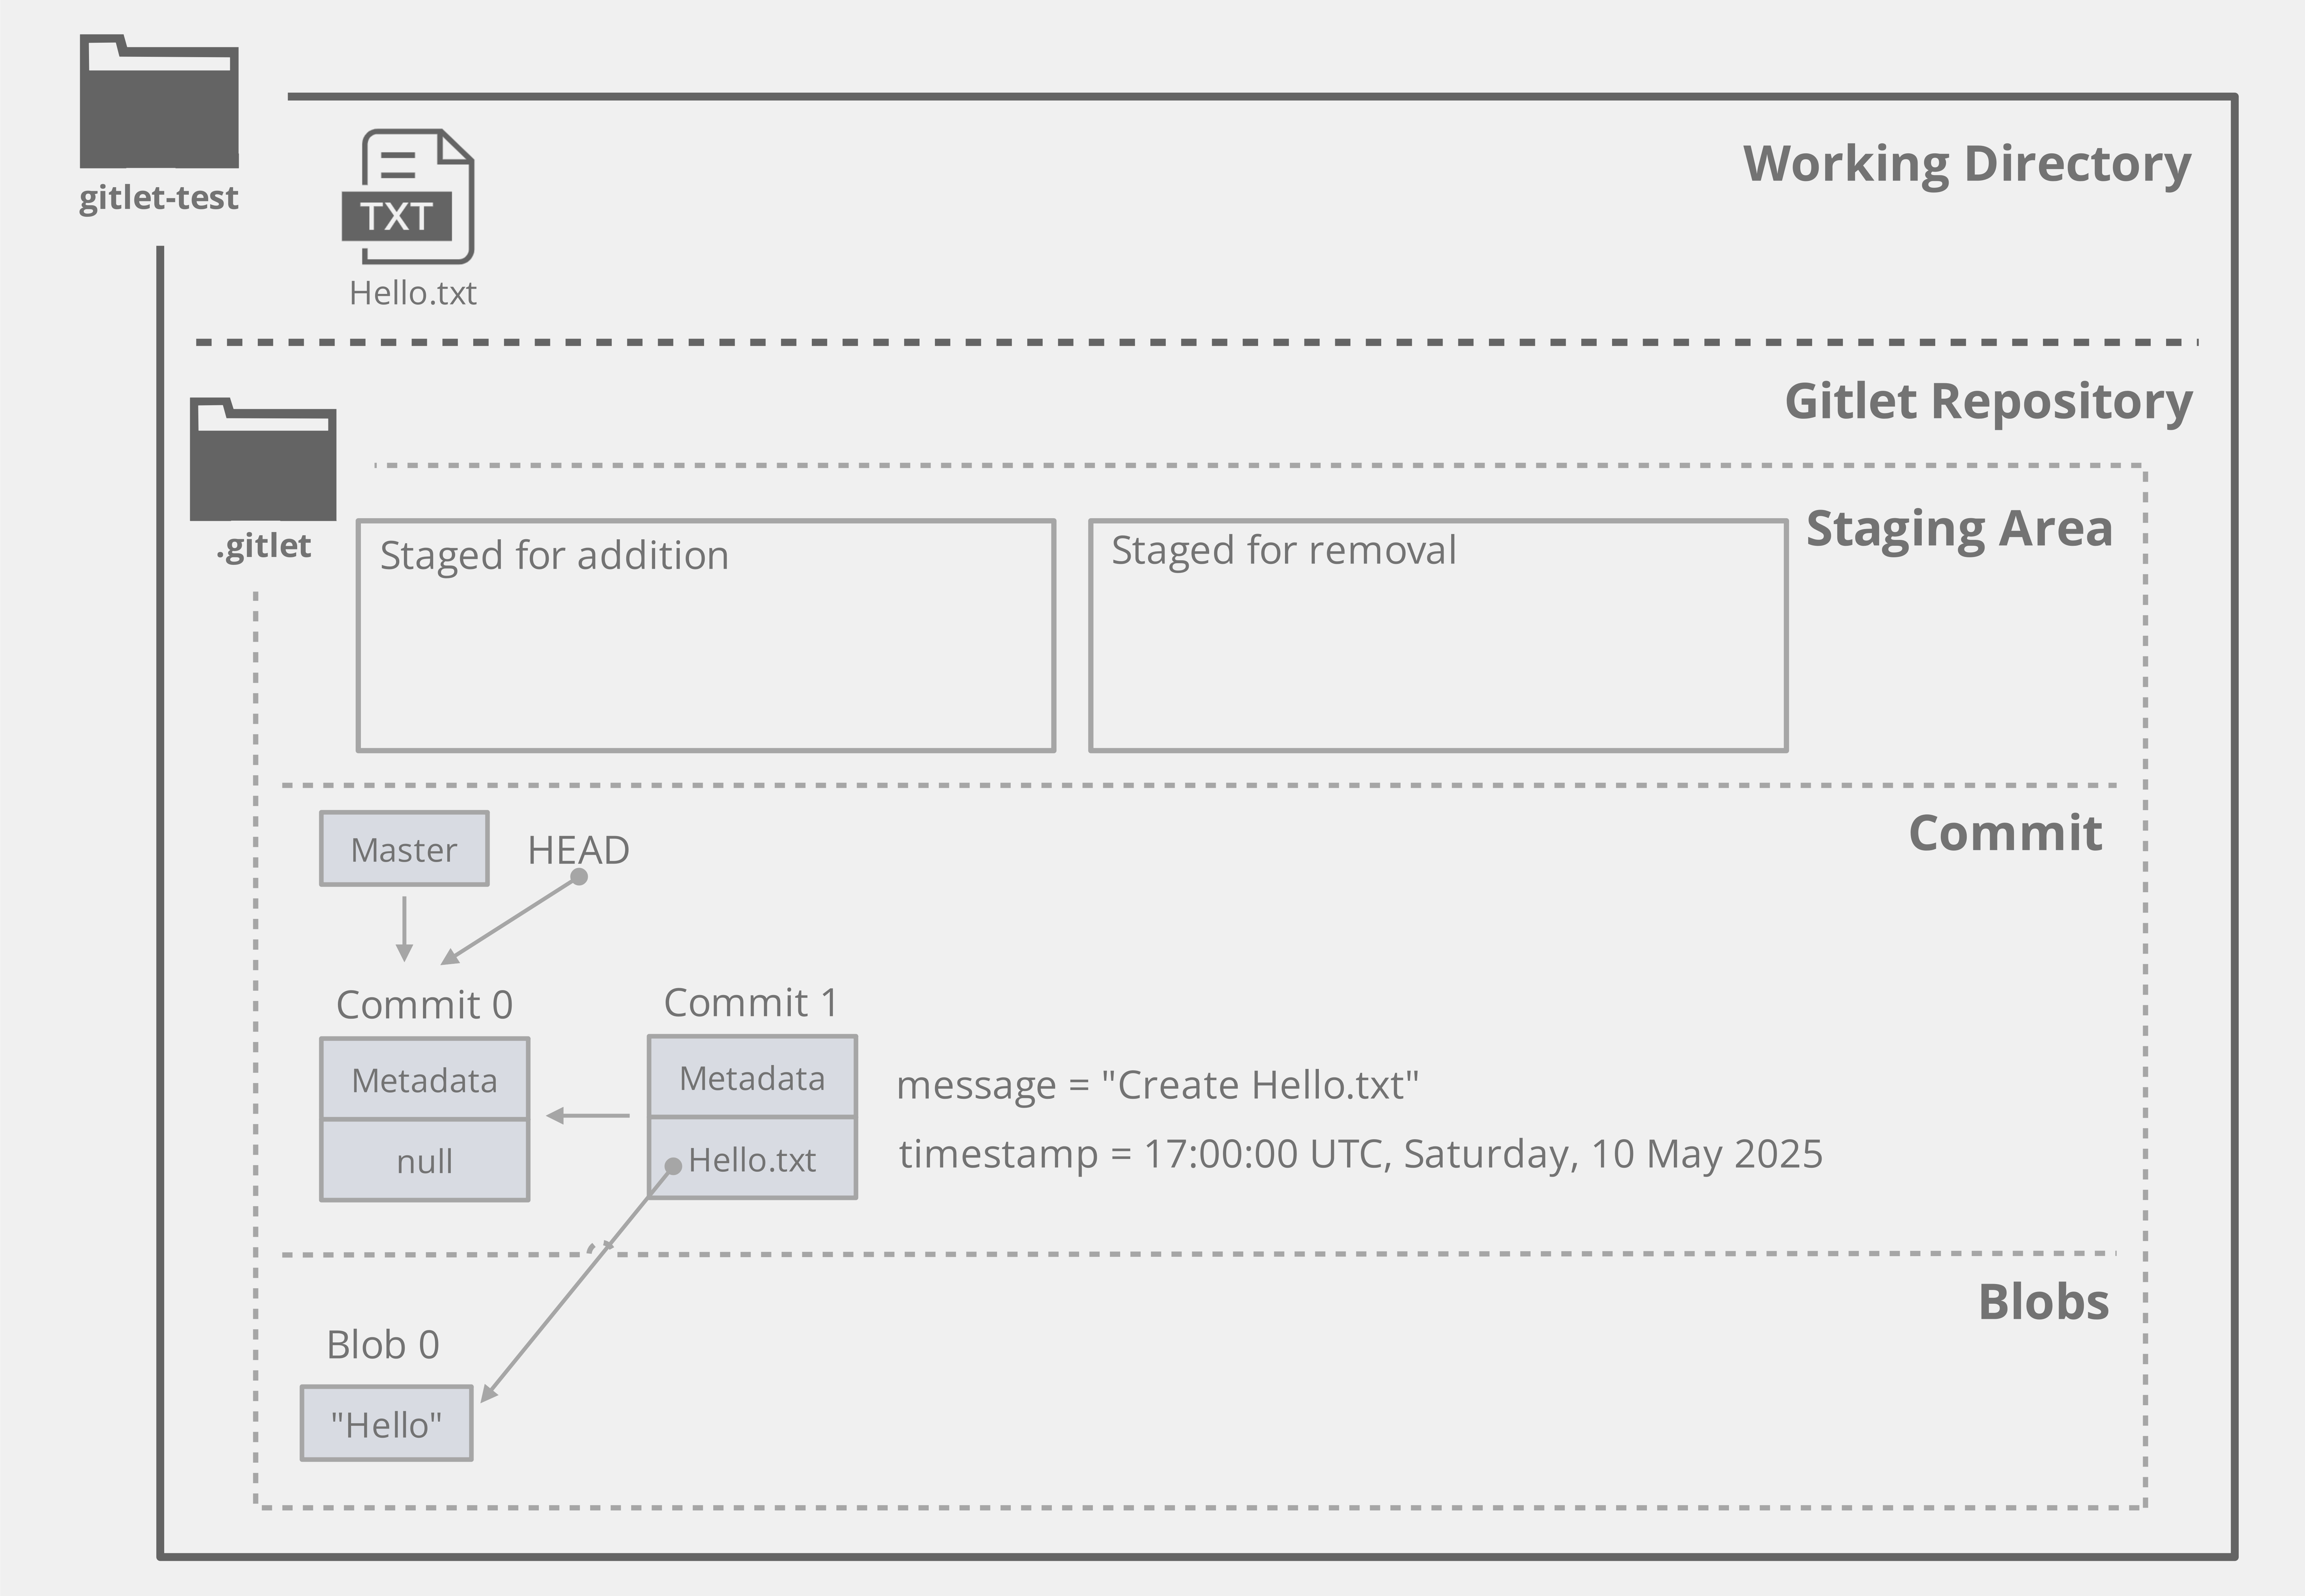 gitlet-test
Working Directory
TXT
Hello.txt
Gitlet Repository
.gitlet
Staging Area
Staged for addition
Staged for removal
Commit
Master
HEAD
Commit 0
Commit 1
Metadata
null
Metadata
Hello.txt
message = "Create Hello.txt"
timestamp = 17:00:00 UTC, Saturday, 10 May 2025
Blobs
Blob 0
"Hello"